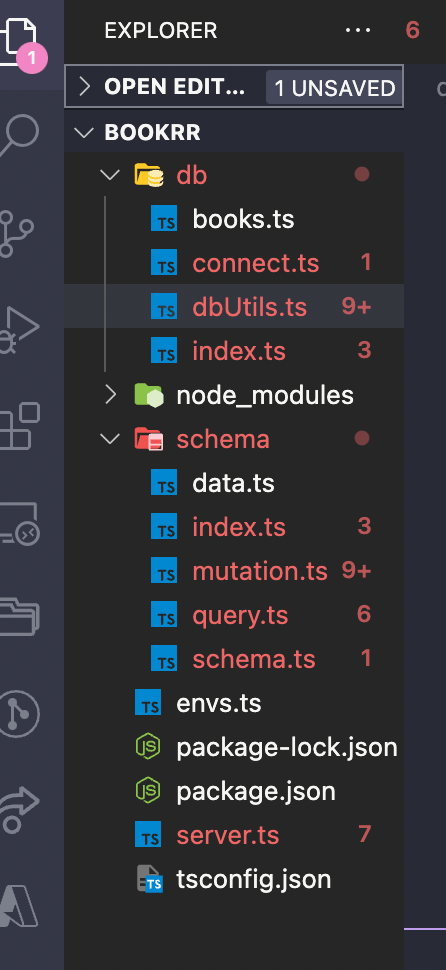 EXPLORER ... 6
1
OPEN EDIT... 1 UNSAVED
BOOKRR
db
TS books.ts
TS connect.ts 1
TS dbUtils.ts 9+
TS index.ts 3
node_modules
schema
TS data.ts
TS index.ts 3
TS mutation.ts 9+
TS query.ts 6
TS schema.ts 1
TS envs.ts
JS package-lock.json
JS package.json
TS server.ts 7
TS tsconfig.json